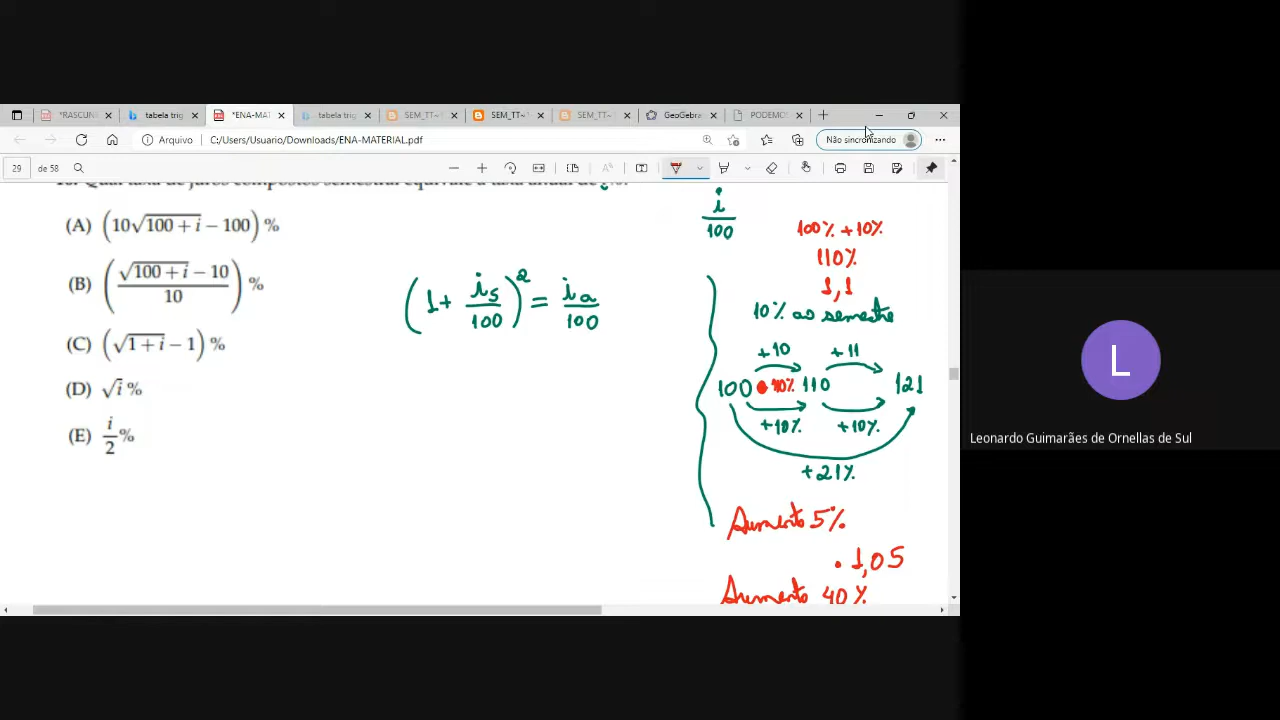 *RASCUN
tabela trig
*ENA-MAT
tabela trig
SEM_TT~
SEM_TT~
SEM_TT~
GeoGebra
PODEMO
Arquivo
C:/Users/Usuario/Downloads/ENA-MATERIAL.pdf
Não sincronizando
29
de 58
(A) (10√100 + i − 100) %
(B) (√100 + i − 10 / 10) %
(C) (√1 + i − 1) %
(D) √i %
(E) i/2 %
(1 + is/100)² = ia/100
i/100
100% + 10%
110%
1,1
10% ao semestre
+10 +11
100 • 10% 110 121
+10% +10%
+21%
Aumento 5%
• 1,05
Aumento 40%
L
Leonardo Guimarães de Ornellas de Sul